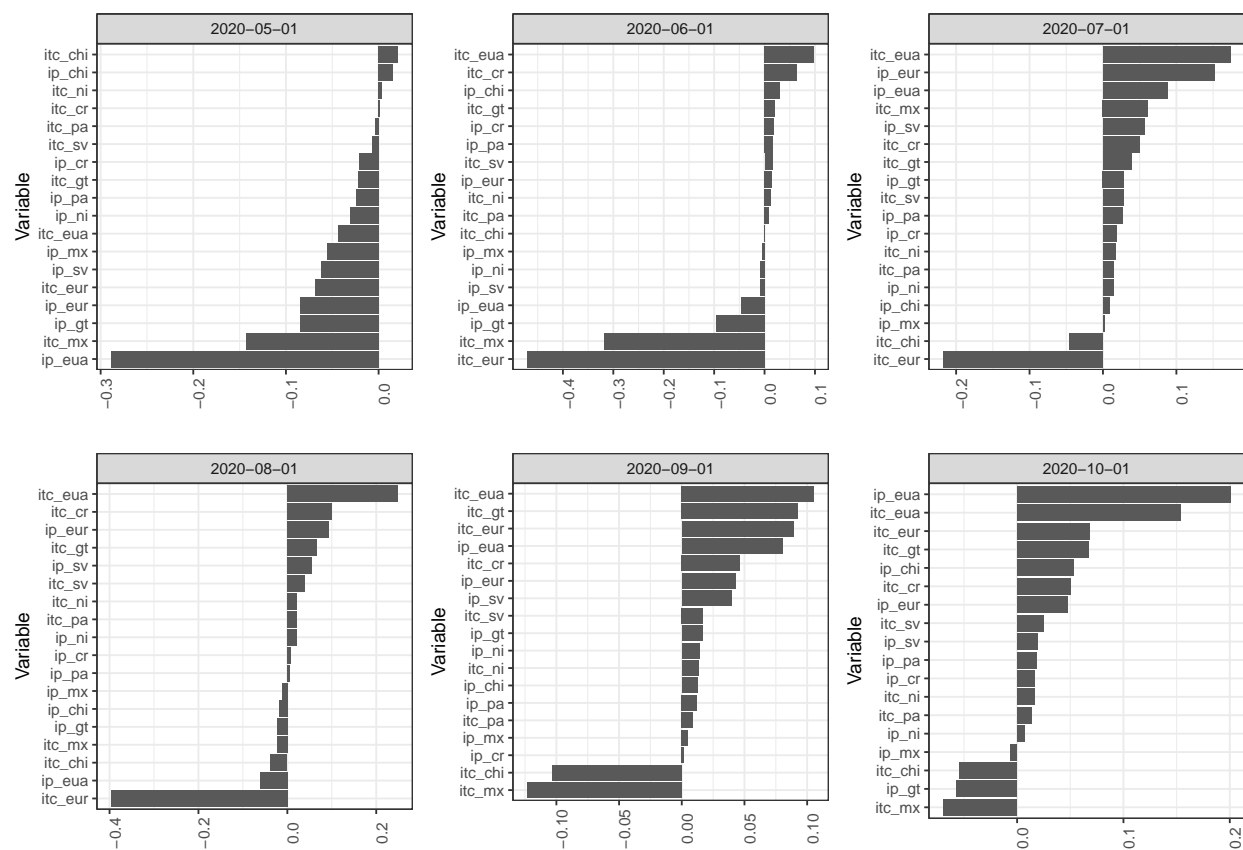 2020−05−01
itc_chi
ip_chi
itc_ni
itc_cr
itc_pa
itc_sv
ip_cr
itc_gt
ip_pa
ip_ni
itc_eua
ip_mx
ip_sv
itc_eur
ip_eur
ip_gt
itc_mx
ip_eua
Variable
−0.3
−0.2
−0.1
0.0
2020−06−01
itc_eua
itc_cr
ip_chi
itc_gt
ip_cr
ip_pa
itc_sv
ip_eur
itc_ni
itc_pa
itc_chi
ip_mx
ip_ni
ip_sv
ip_eua
ip_gt
itc_mx
itc_eur
Variable
−0.4
−0.3
−0.2
−0.1
0.0
0.1
2020−07−01
itc_eua
ip_eur
ip_eua
itc_mx
ip_sv
itc_cr
itc_gt
ip_gt
itc_sv
ip_pa
ip_cr
itc_ni
itc_pa
ip_ni
ip_chi
ip_mx
itc_chi
itc_eur
Variable
−0.2
−0.1
0.0
0.1
2020−08−01
itc_eua
itc_cr
ip_eur
itc_gt
ip_sv
itc_sv
itc_ni
itc_pa
ip_ni
ip_cr
ip_pa
ip_mx
ip_chi
ip_gt
itc_mx
itc_chi
ip_eua
itc_eur
Variable
−0.4
−0.2
0.0
0.2
2020−09−01
itc_eua
itc_gt
itc_eur
ip_eua
itc_cr
ip_eur
ip_sv
itc_sv
ip_gt
ip_ni
itc_ni
ip_chi
ip_pa
itc_pa
ip_mx
ip_cr
itc_chi
itc_mx
Variable
−0.10
−0.05
0.00
0.05
0.10
2020−10−01
ip_eua
itc_eua
itc_eur
itc_gt
ip_chi
itc_cr
ip_eur
itc_sv
ip_sv
ip_pa
ip_cr
itc_ni
itc_pa
ip_ni
ip_mx
itc_chi
ip_gt
itc_mx
Variable
0.0
0.1
0.2